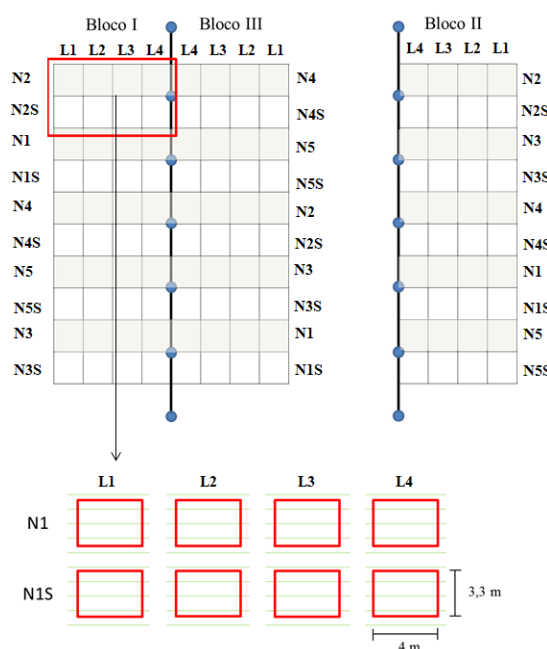 Bloco I Bloco III Bloco II
L1 L2 L3 L4 L4 L3 L2 L1 L4 L3 L2 L1
N2 N4 N2
N2S N4S N2S
N1 N5 N3
N1S N5S N3S
N4 N2 N4
N4S N2S N4S
N5 N3 N1
N5S N3S N1S
N3 N1 N5
N3S N1S N5S
L1 L2 L3 L4
N1
N1S 3,3 m
4 m